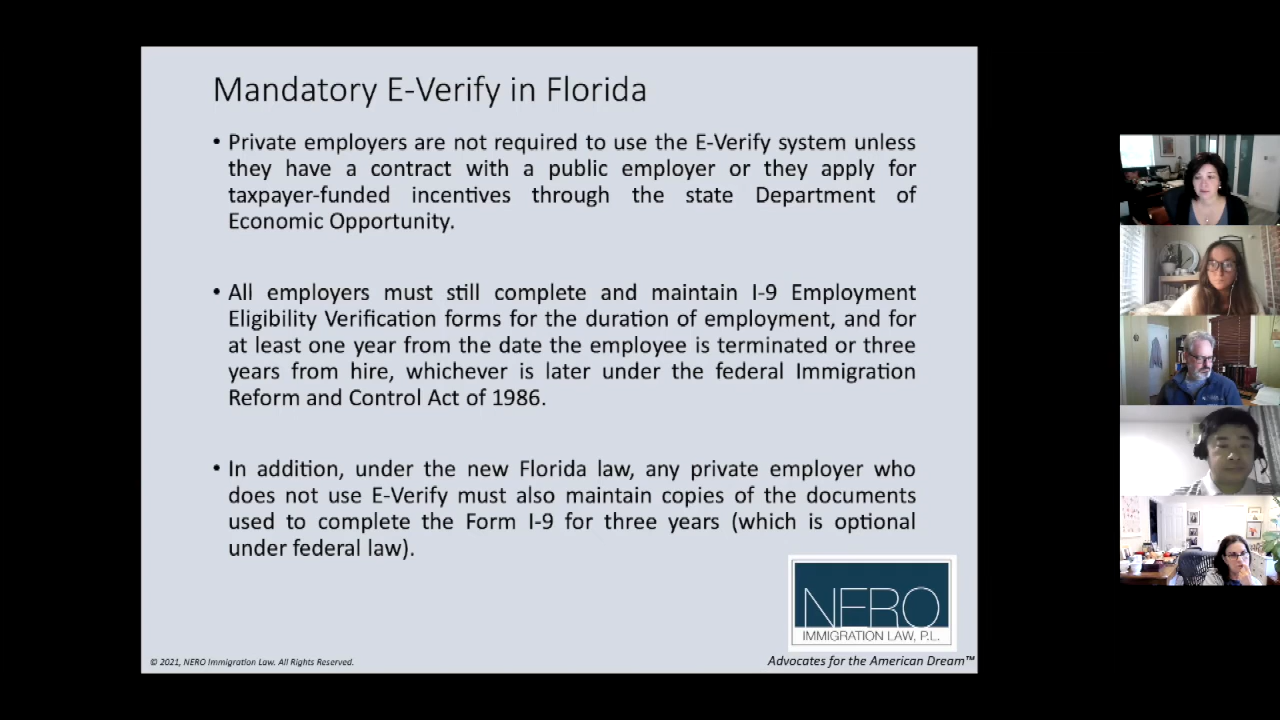 Mandatory E-Verify in Florida
• Private employers are not required to use the E-Verify system unless
they have a contract with a public employer or they apply for
taxpayer-funded incentives through the state Department of
Economic Opportunity.
• All employers must still complete and maintain I-9 Employment
Eligibility Verification forms for the duration of employment, and for
at least one year from the date the employee is terminated or three
years from hire, whichever is later under the federal Immigration
Reform and Control Act of 1986.
• In addition, under the new Florida law, any private employer who
does not use E-Verify must also maintain copies of the documents
used to complete the Form I-9 for three years (which is optional
under federal law).
NERO
IMMIGRATION LAW, P.L.
© 2021, NERO Immigration Law. All Rights Reserved.
Advocates for the American Dream™